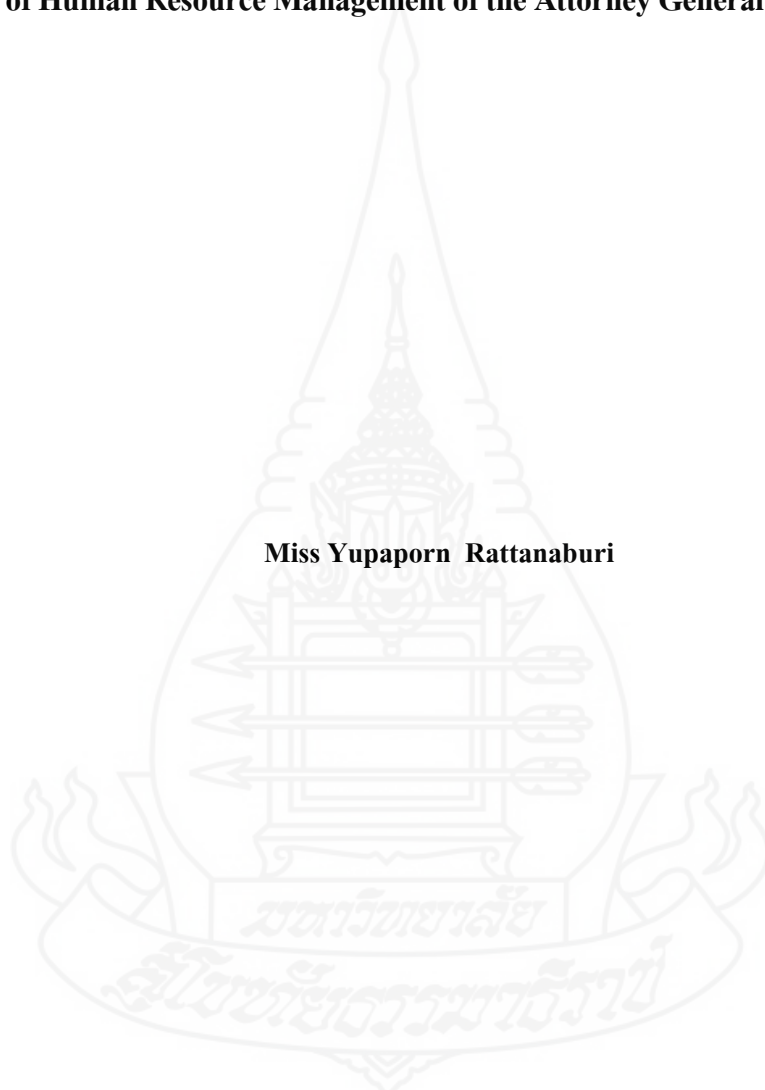 of Human Resource Management of the Attorney General
Miss Yupaporn Rattanaburi
มหาวิทยาลัย
สุโขทัยธรรมาธิราช